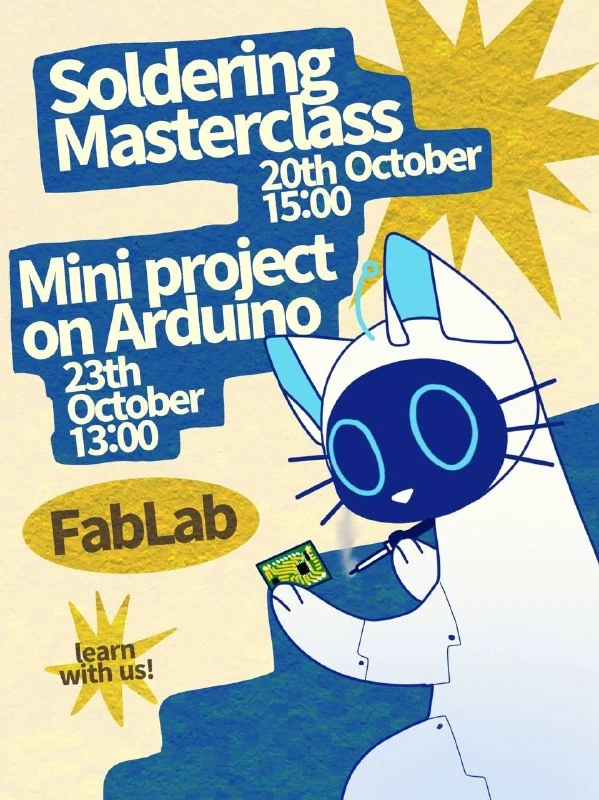 Soldering
Masterclass
20th October
15:00
Mini project
on Arduino
23th
October
13:00
FabLab
learn
with us!